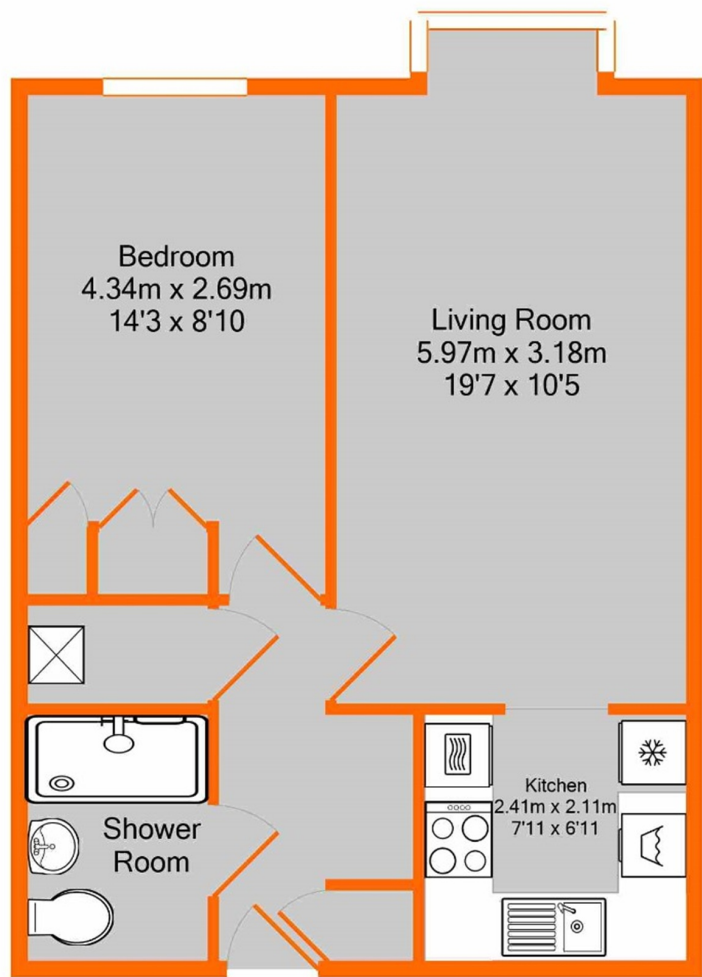 Bedroom
4.34m x 2.69m
14'3 x 8'10
Living Room
5.97m x 3.18m
19'7 x 10'5
Kitchen
2.41m x 2.11m
7'11 x 6'11
Shower
Room